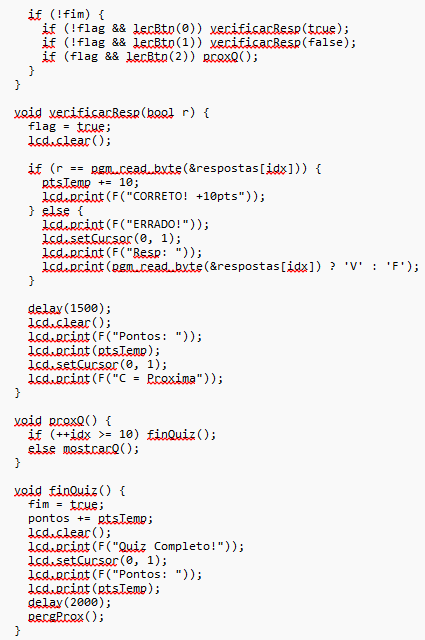 if (!fim) {
if (!flag && lerBtn(0)) verificarResp(true);
if (!flag && lerBtn(1)) verificarResp(false);
if (flag && lerBtn(2)) proxQ();
}
}
void verificarResp(bool r) {
flag = true;
lcd.clear();
if (r == pgm_read_byte(&respostas[idx])) {
ptsTemp += 10;
lcd.print(F("CORRETO! +10pts"));
} else {
lcd.print(F("ERRADO!"));
lcd.setCursor(0, 1);
lcd.print(F("Resp: "));
lcd.print(pgm_read_byte(&respostas[idx]) ? 'V' : 'F');
}
delay(1500);
lcd.clear();
lcd.print(F("Pontos: "));
lcd.print(ptsTemp);
lcd.setCursor(0, 1);
lcd.print(F("C = Proxima"));
}
void proxQ() {
if (++idx >= 10) finQuiz();
else mostrarQ();
}
void finQuiz() {
fim = true;
pontos += ptsTemp;
lcd.clear();
lcd.print(F("Quiz Completo!"));
lcd.setCursor(0, 1);
lcd.print(F("Pontos: "));
lcd.print(ptsTemp);
delay(2000);
pergProx();
}